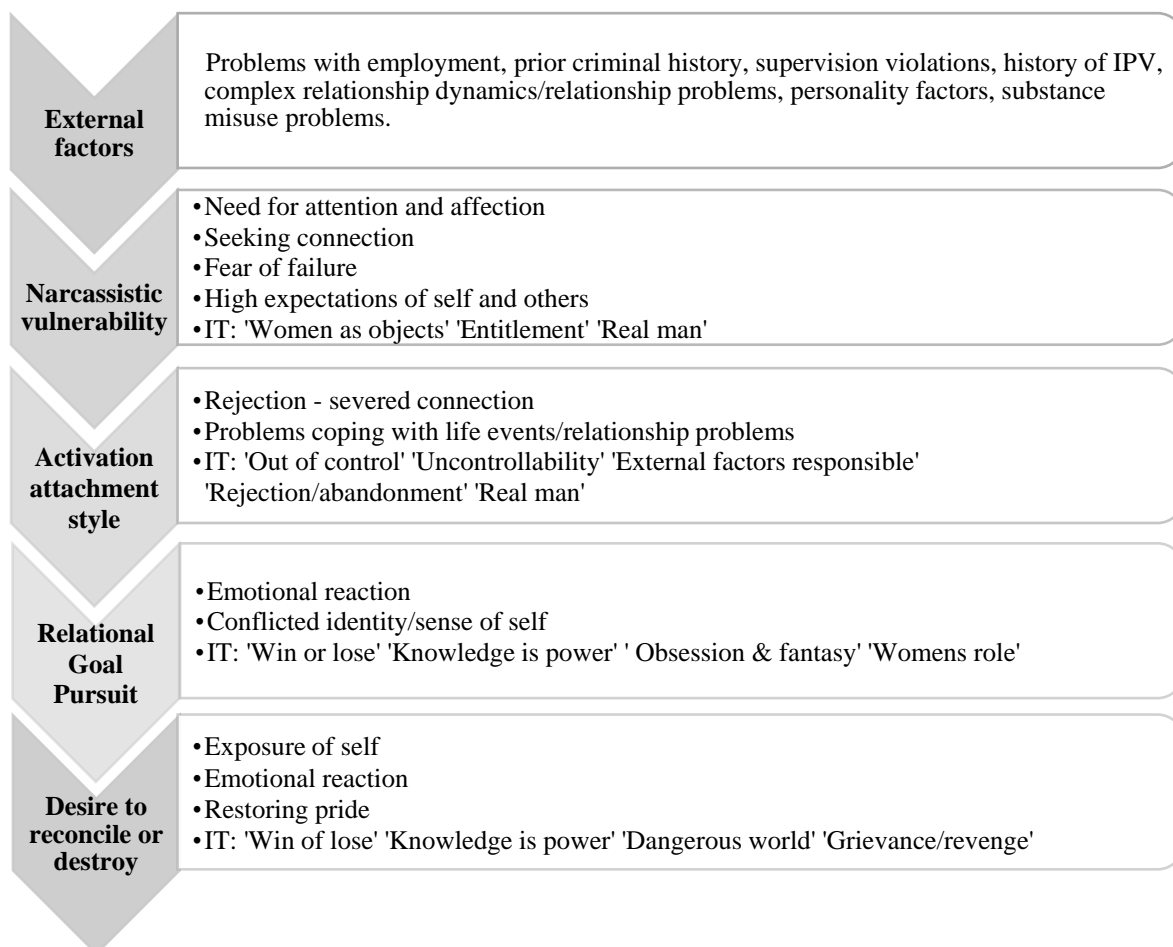 External
factors
Problems with employment, prior criminal history, supervision violations, history of IPV,
complex relationship dynamics/relationship problems, personality factors, substance
misuse problems.
Narcassistic
vulnerability
•Need for attention and affection
•Seeking connection
•Fear of failure
•High expectations of self and others
•IT: 'Women as objects' 'Entitlement' 'Real man'
Activation
attachment
style
•Rejection - severed connection
•Problems coping with life events/relationship problems
•IT: 'Out of control' 'Uncontrollability' 'External factors responsible'
'Rejection/abandonment' 'Real man'
Relational
Goal
Pursuit
•Emotional reaction
•Conflicted identity/sense of self
•IT: 'Win or lose' 'Knowledge is power' ' Obsession & fantasy' 'Womens role'
Desire to
reconcile or
destroy
•Exposure of self
•Emotional reaction
•Restoring pride
•IT: 'Win of lose' 'Knowledge is power' 'Dangerous world' 'Grievance/revenge'